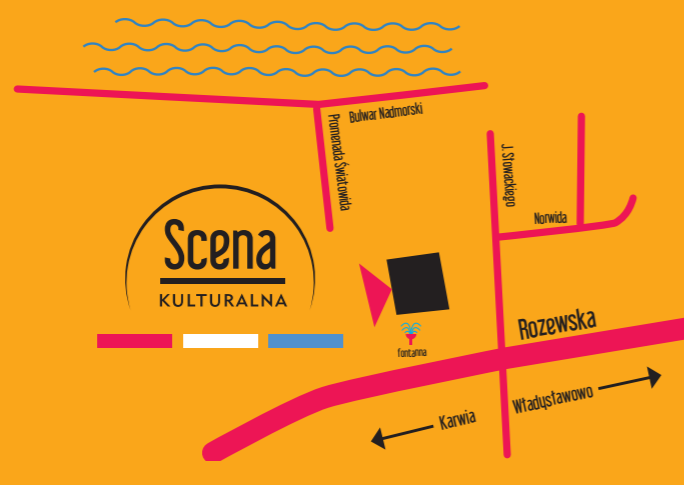 Bulwar Nadmorski
Promenada Światowida
J. Słowackiego
Norwida
Scena
KULTURALNA
fontanna
Rozewska
Karwia
Władysławowo